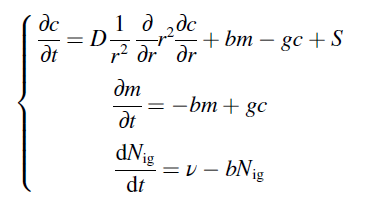 ∂c/∂t = D 1/r² ∂/∂r r² ∂c/∂r + bm − gc + S
∂m/∂t = −bm + gc
dN_ig/dt = ν − bN_ig